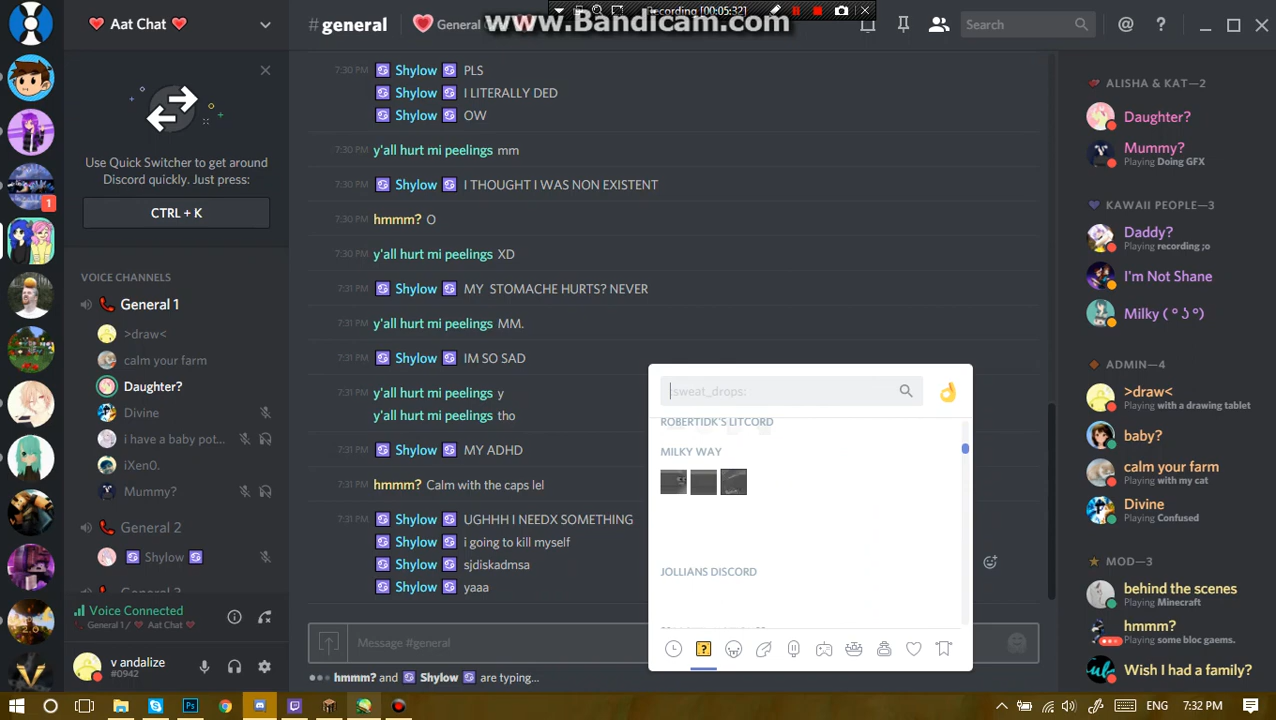 Aat Chat
#general
General
Recording [00:05:32]
www.Bandicam.com
Search
Use Quick Switcher to get around
Discord quickly. Just press:
CTRL + K
VOICE CHANNELS
General 1
>draw<
calm your farm
Daughter?
Divine
i have a baby pot...
iXen0.
Mummy?
General 2
Shylow
Voice Connected
General 1 / Aat Chat
v andalize
#0942
7:30 PM Shylow PLS
Shylow I LITERALLY DED
Shylow OW
7:30 PM y'all hurt mi peelings mm
7:30 PM Shylow I THOUGHT I WAS NON EXISTENT
7:30 PM hmmm? O
7:30 PM y'all hurt mi peelings XD
7:31 PM Shylow MY STOMACHE HURTS? NEVER
7:31 PM y'all hurt mi peelings MM.
7:31 PM Shylow IM SO SAD
7:31 PM y'all hurt mi peelings y
y'all hurt mi peelings tho
7:31 PM Shylow MY ADHD
7:31 PM hmmm? Calm with the caps lel
7:31 PM Shylow UGHHH I NEEDX SOMETHING
Shylow i going to kill myself
Shylow sjdiskadmsa
Shylow yaaa
Message #general
hmmm? and Shylow are typing...
sweat_drops:
ROBERTIDK'S LITCORD
MILKY WAY
JOLLIANS DISCORD
ALISHA & KAT—2
Daughter?
Mummy?
Playing Doing GFX
KAWAII PEOPLE—3
Daddy?
Playing recording ;o
I'm Not Shane
Milky ( ͡° ͜ʖ ͡°)
ADMIN—4
>draw<
Playing with a drawing tablet
baby?
calm your farm
Playing with my cat
Divine
Playing Confused
MOD—3
behind the scenes
Playing Minecraft
hmmm?
Playing some bloc gaems.
Wish I had a family?
1
ENG 7:32 PM